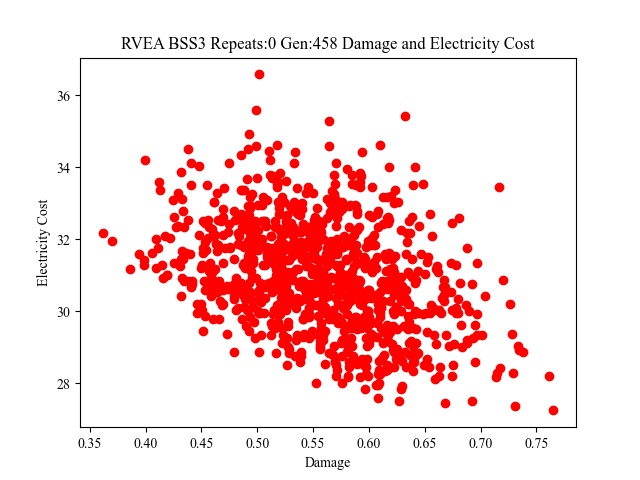 RVEA BSS3 Repeats:0 Gen:458 Damage and Electricity Cost
36
34
32
30
28
Electricity Cost
0.35 0.40 0.45 0.50 0.55 0.60 0.65 0.70 0.75
Damage